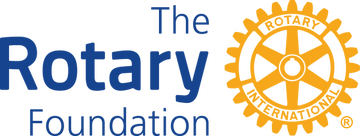 The
Rotary
Foundation
ROTARY
INTERNATIONAL
®